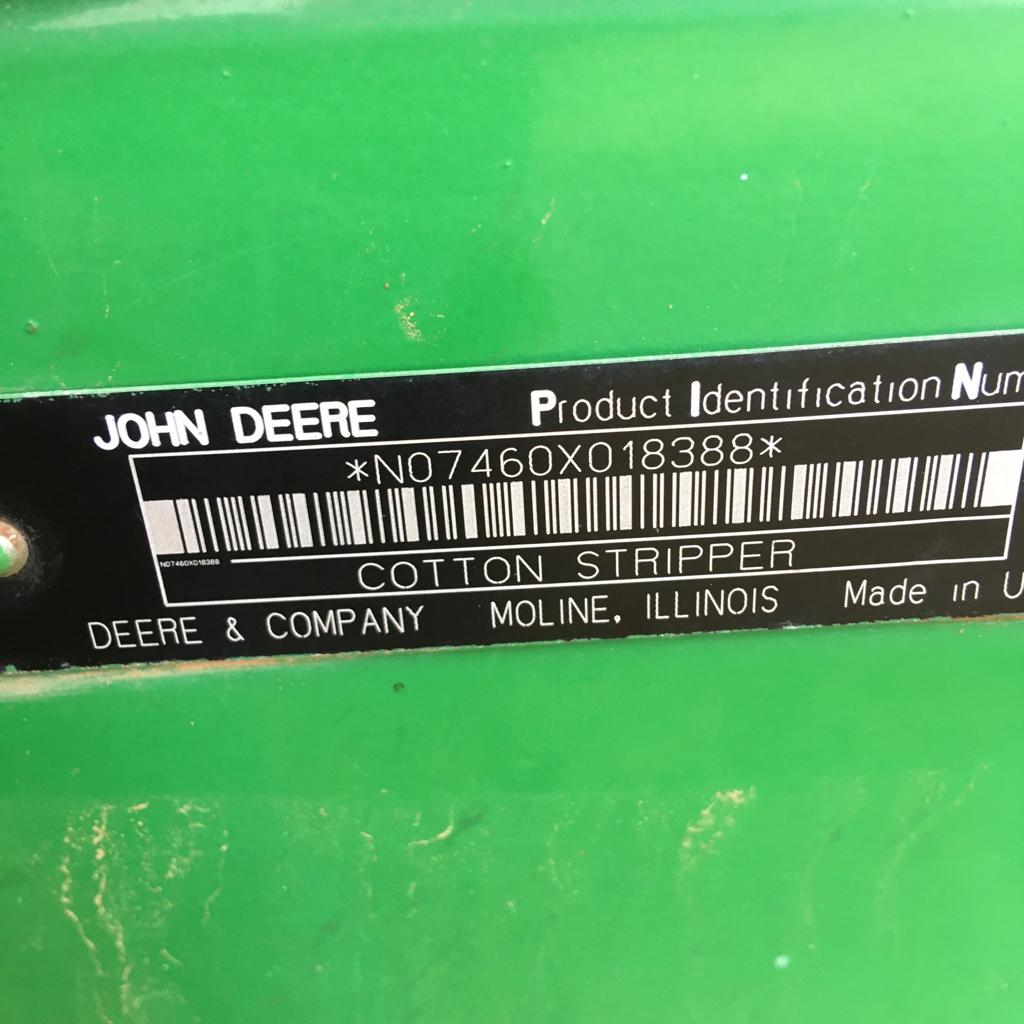 JOHN DEERE Product Identification Num
*N07460X018388*
N07460X018388
COTTON STRIPPER
DEERE & COMPANY MOLINE, ILLINOIS Made in U